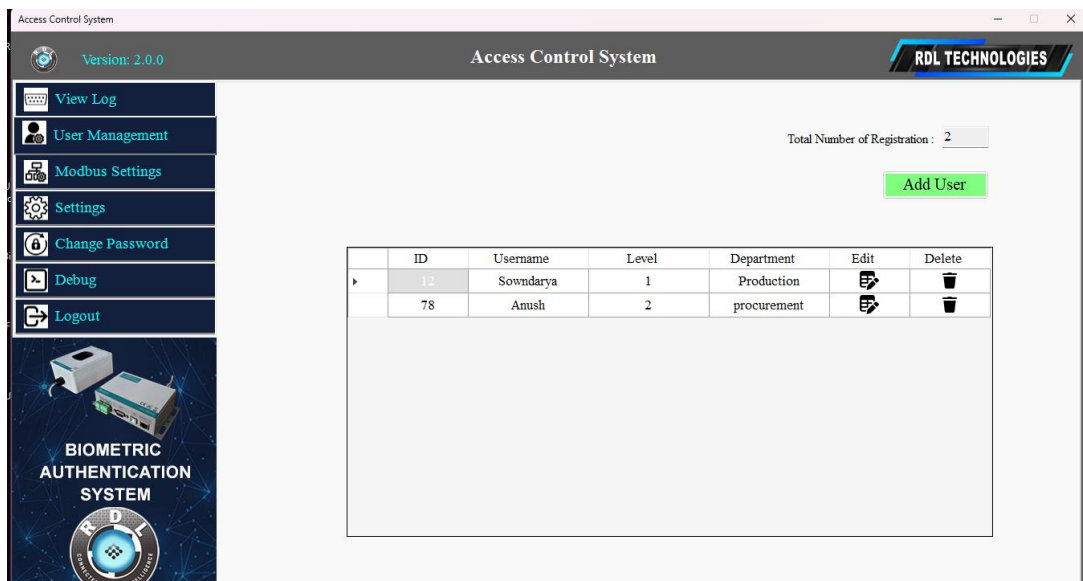 Access Control System
Version: 2.0.0
Access Control System
RDL TECHNOLOGIES
View Log
User Management
Modbus Settings
Settings
Change Password
Debug
Logout
Total Number of Registration : 2
Add User
ID Username Level Department Edit Delete
12 Sowndarya 1 Production
78 Anush 2 procurement
BIOMETRIC
AUTHENTICATION
SYSTEM
RDL